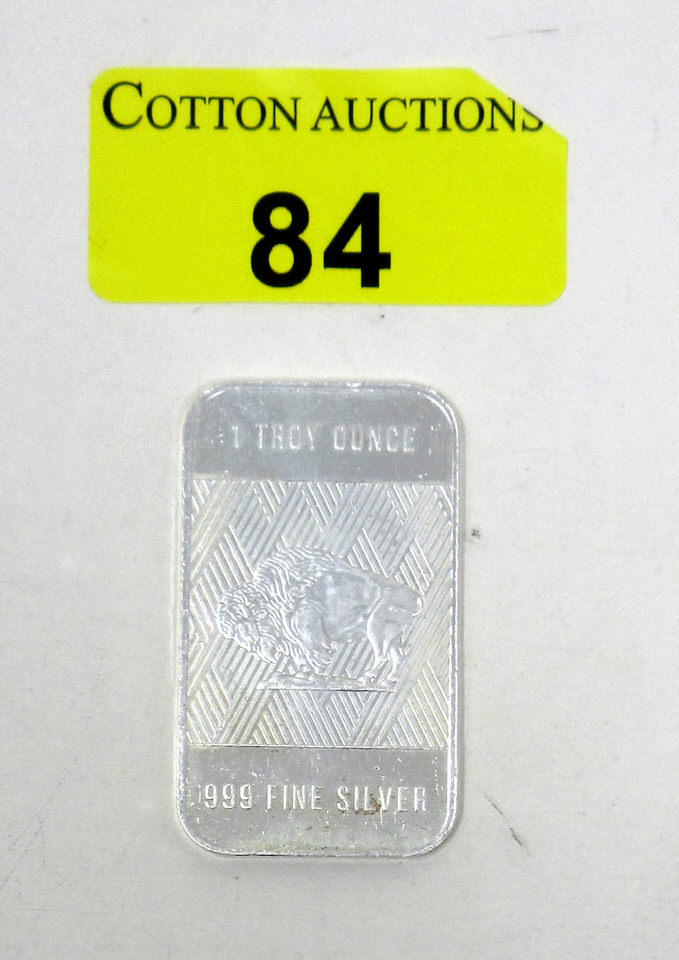 COTTON AUCTIONS
84
1 TROY OUNCE
.999 FINE SILVER